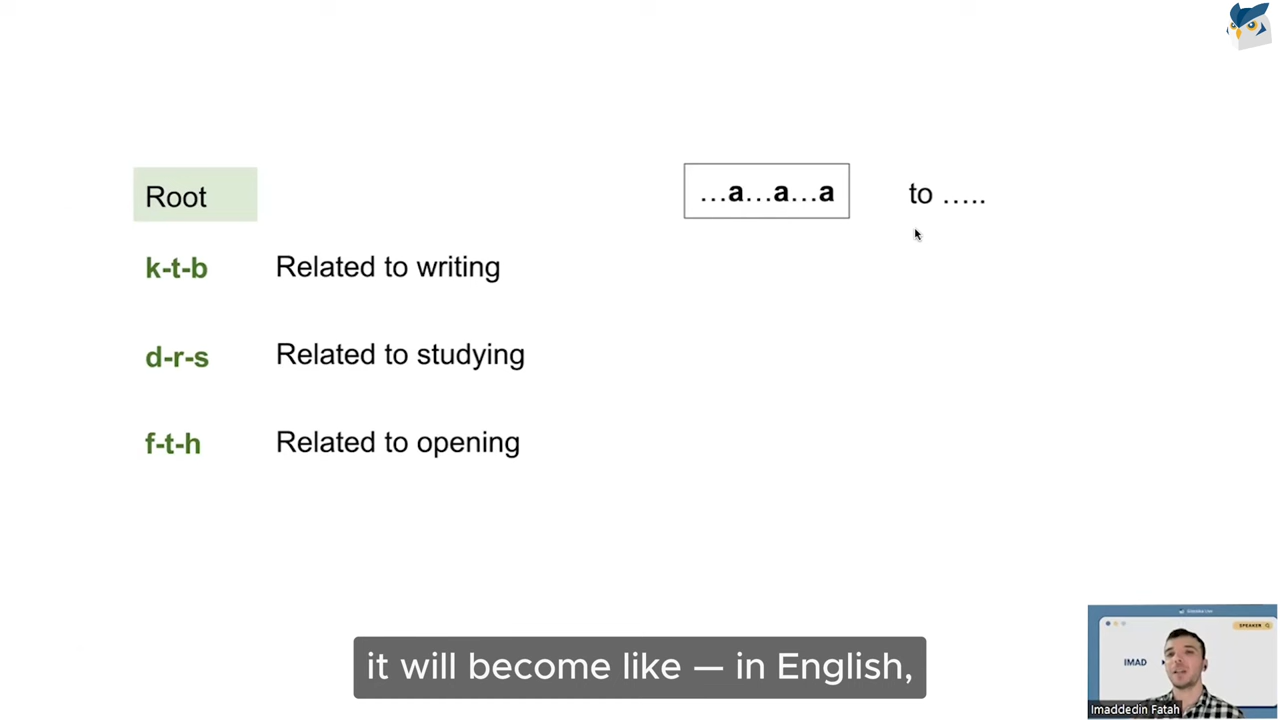 Root
…a…a…a
to …..
k-t-b
Related to writing
d-r-s
Related to studying
f-t-h
Related to opening
it will become like — in English,
SPEAKER
IMAD
Imaddedin Fatah